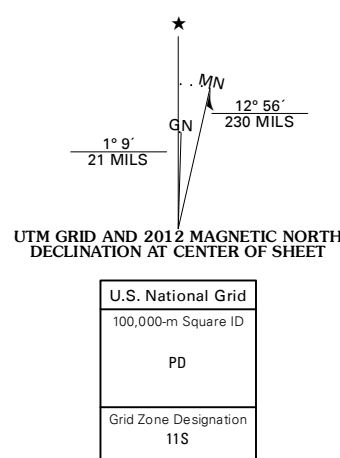 ★
MN
12° 56´
230 MILS
GN
1° 9´
21 MILS
UTM GRID AND 2012 MAGNETIC NORTH
DECLINATION AT CENTER OF SHEET
U.S. National Grid
100,000-m Square ID
PD
Grid Zone Designation
11S